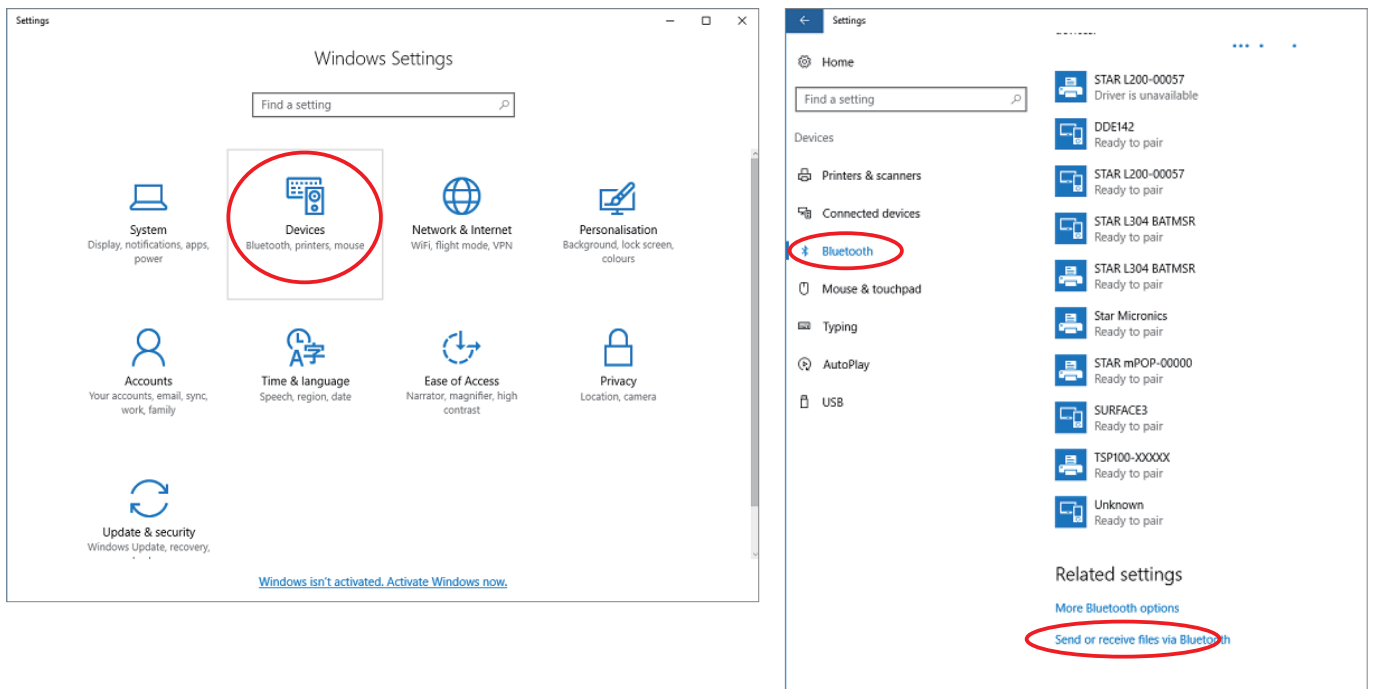 Settings
Windows Settings
Find a setting
System
Display, notifications, apps,
power
Devices
Bluetooth, printers, mouse
Network & Internet
WiFi, flight mode, VPN
Personalisation
Background, lock screen,
colours
Accounts
Your accounts, email, sync,
work, family
Time & language
Speech, region, date
Ease of Access
Narrator, magnifier, high
contrast
Privacy
Location, camera
Update & security
Windows Update, recovery,
Windows isn't activated. Activate Windows now.
Settings
Home
Find a setting
Devices
Printers & scanners
Connected devices
Bluetooth
Mouse & touchpad
Typing
AutoPlay
USB
STAR L200-00057
Driver is unavailable
DDE142
Ready to pair
STAR L200-00057
Ready to pair
STAR L304 BATMSR
Ready to pair
STAR L304 BATMSR
Ready to pair
Star Micronics
Ready to pair
STAR mPOP-00000
Ready to pair
SURFACE3
Ready to pair
TSP100-XXXXX
Ready to pair
Unknown
Ready to pair
Related settings
More Bluetooth options
Send or receive files via Bluetooth